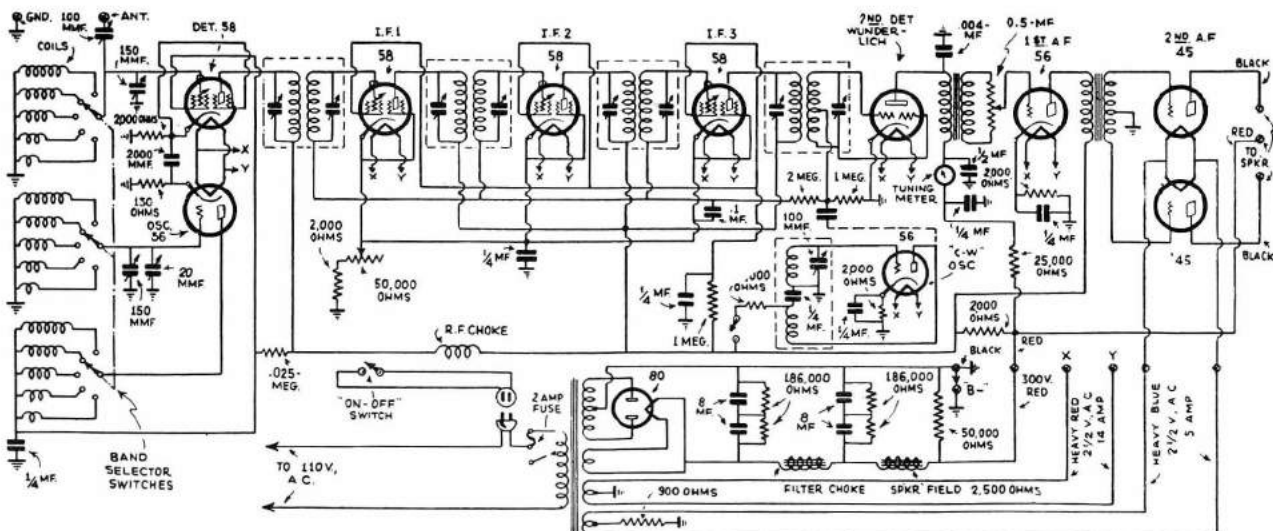 GND.
100 MMF.
ANT.
COILS
150 MMF.
DET. 58
2000 OHMS
2000 MMF.
130 OHMS
OSC. 56
X
Y
20 MMF.
150 MMF
¼ MF.
BAND SELECTOR SWITCHES
I.F.1
58
X
Y
I.F.2
58
X
Y
I.F.3
58
X
Y
2ND. DET WUNDER-LICH
.004-MF
0.5-MF
1ST A.F
56
X
Y
2ND A.F
45
'45
BLACK
RED
TO SPKR.
BLACK
2,000 OHMS
50,000 OHMS
¼ MF
.1 MF.
¼ MF.
1 MEG.
2 MEG.
1 MEG.
100 MMF.
TUNING METER
½ MF
2,000 OHMS
¼ MF
¼ MF
25,000 OHMS
56
"C-W" OSC
2,000 OHMS
¼ MF.
¼ MF.
X
Y
2000 OHMS
R.F CHOKE
.025-MEG.
"ON-OFF" SWITCH
2 AMP FUSE
TO 110V, A.C.
80
8 MF
186,000 OHMS
8 MF
186,000 OHMS
50,000 OHMS
BLACK
"B-"
RED
300V. RED
X
HEAVY RED
2½ V, A.C
14 AMP
Y
HEAVY BLUE
2½ V, A.C
5 AMP
FILTER CHOKE
SPKR FIELD 2,500 OHMS
900 OHMS